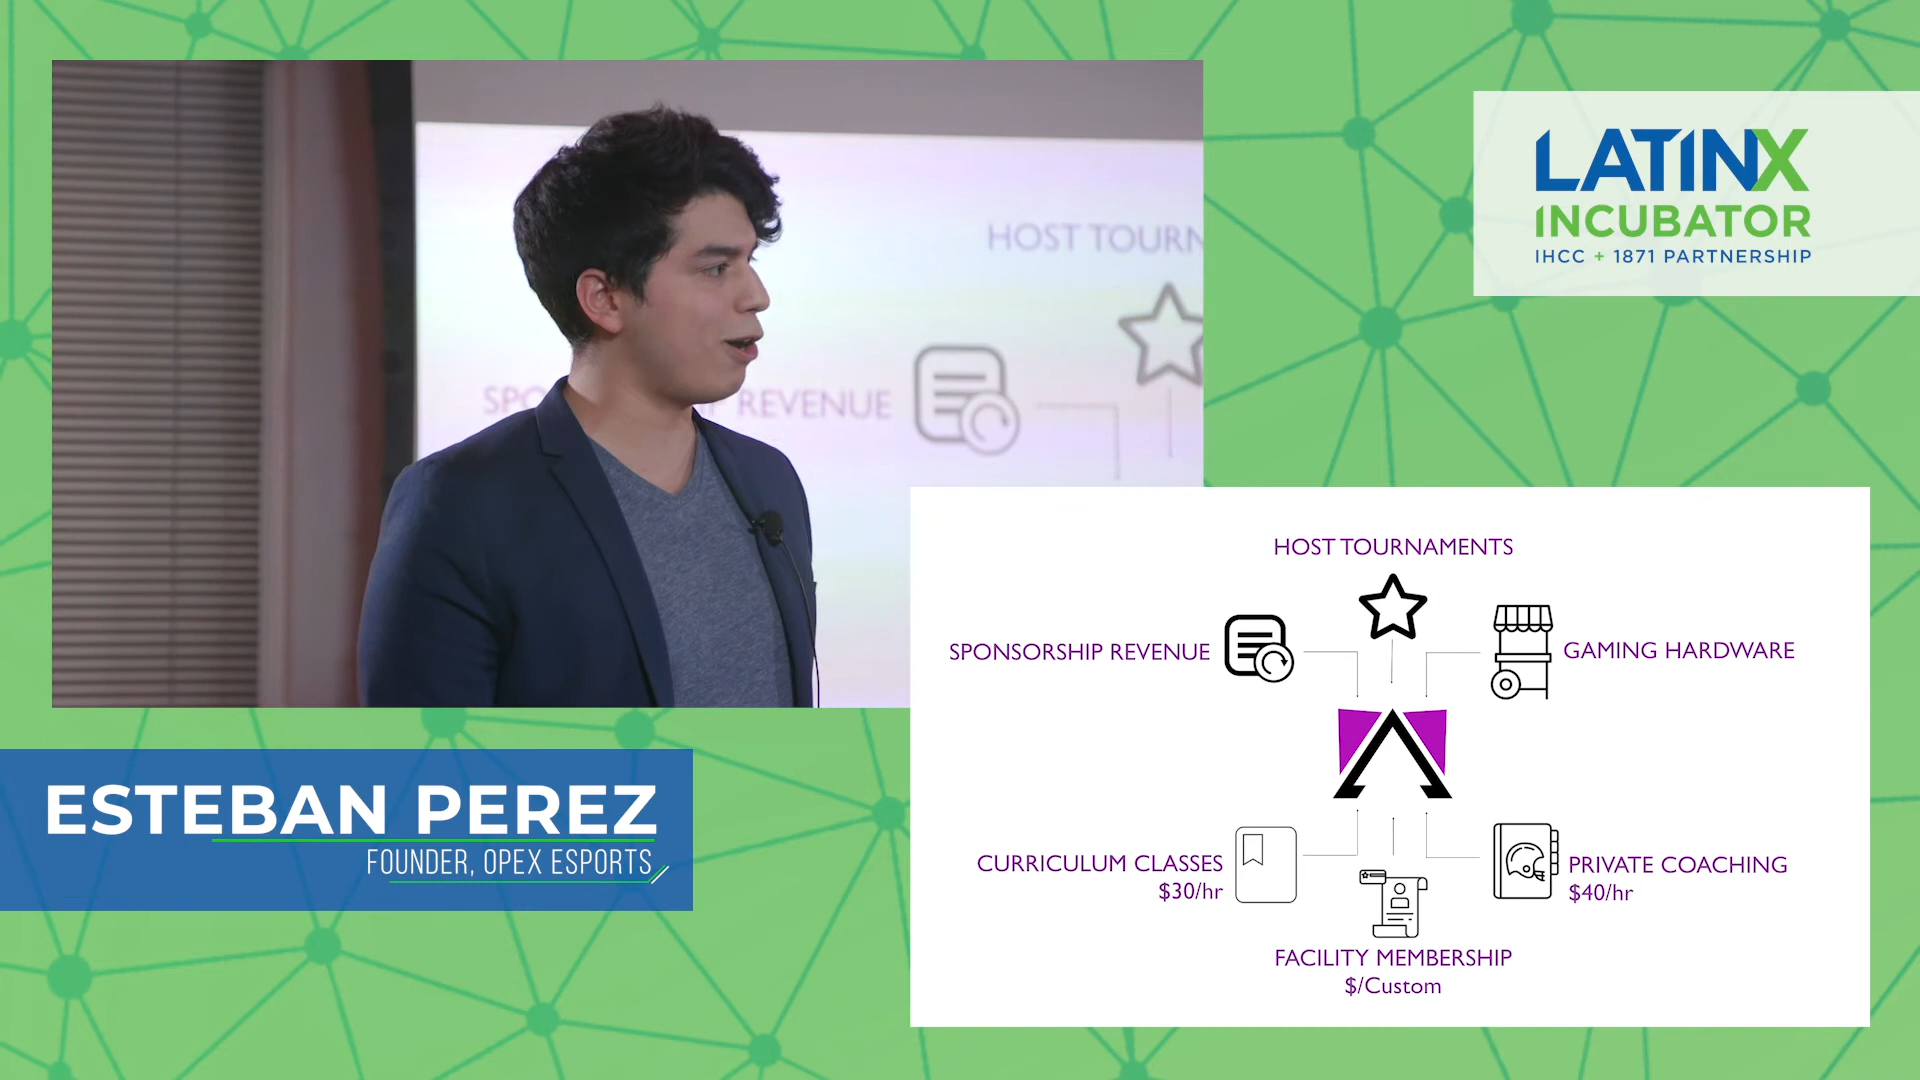 LATINX
INCUBATOR
IHCC + 1871 PARTNERSHIP
HOST TOURN
REVENUE
HOST TOURNAMENTS
SPONSORSHIP REVENUE
GAMING HARDWARE
CURRICULUM CLASSES
$30/hr
PRIVATE COACHING
$40/hr
FACILITY MEMBERSHIP
$/Custom
ESTEBAN PEREZ
FOUNDER, OPEX ESPORTS